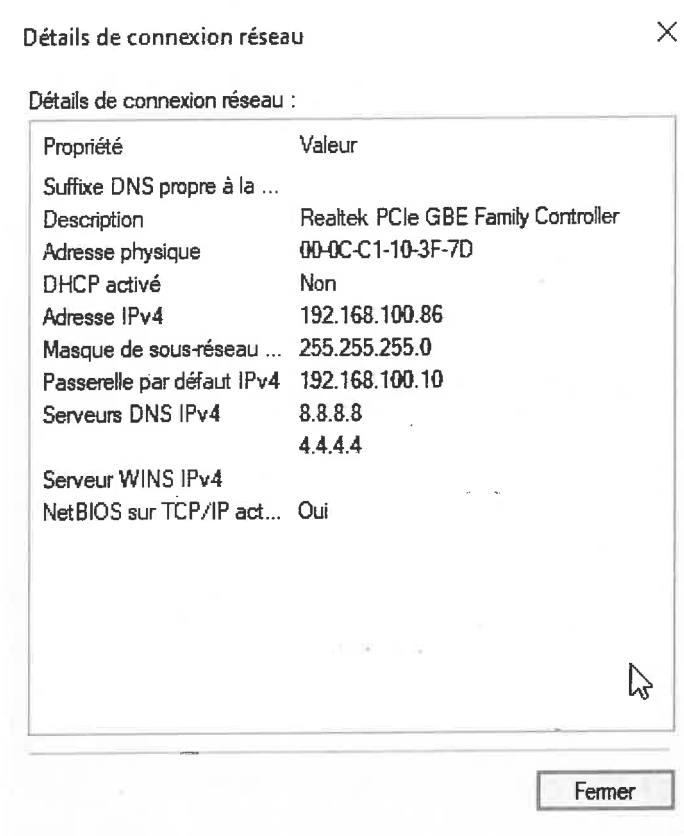 Détails de connexion réseau
Détails de connexion réseau :
Propriété Valeur
Suffixe DNS propre à la ...
Description Realtek PCIe GBE Family Controller
Adresse physique 00-0C-C1-10-3F-7D
DHCP activé Non
Adresse IPv4 192.168.100.86
Masque de sous-réseau ... 255.255.255.0
Passerelle par défaut IPv4 192.168.100.10
Serveurs DNS IPv4 8.8.8.8
4.4.4.4
Serveur WINS IPv4
NetBIOS sur TCP/IP act... Oui
Fermer